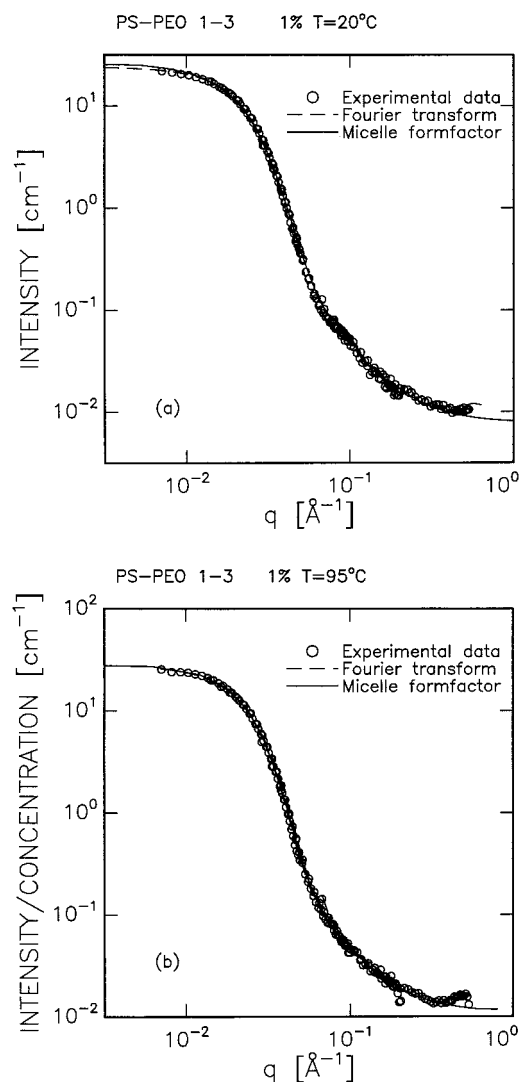 PS-PEO 1-3 1% T=20°C
10¹
10⁰
10⁻¹
10⁻²
INTENSITY [cm⁻¹]
Experimental data
Fourier transform
Micelle formfactor
(a)
10⁻² 10⁻¹ 10⁰
q [Å⁻¹]
PS-PEO 1-3 1% T=95°C
10²
10¹
10⁰
10⁻¹
10⁻²
INTENSITY/CONCENTRATION [cm⁻¹]
Experimental data
Fourier transform
Micelle formfactor
(b)
10⁻² 10⁻¹ 10⁰
q [Å⁻¹]